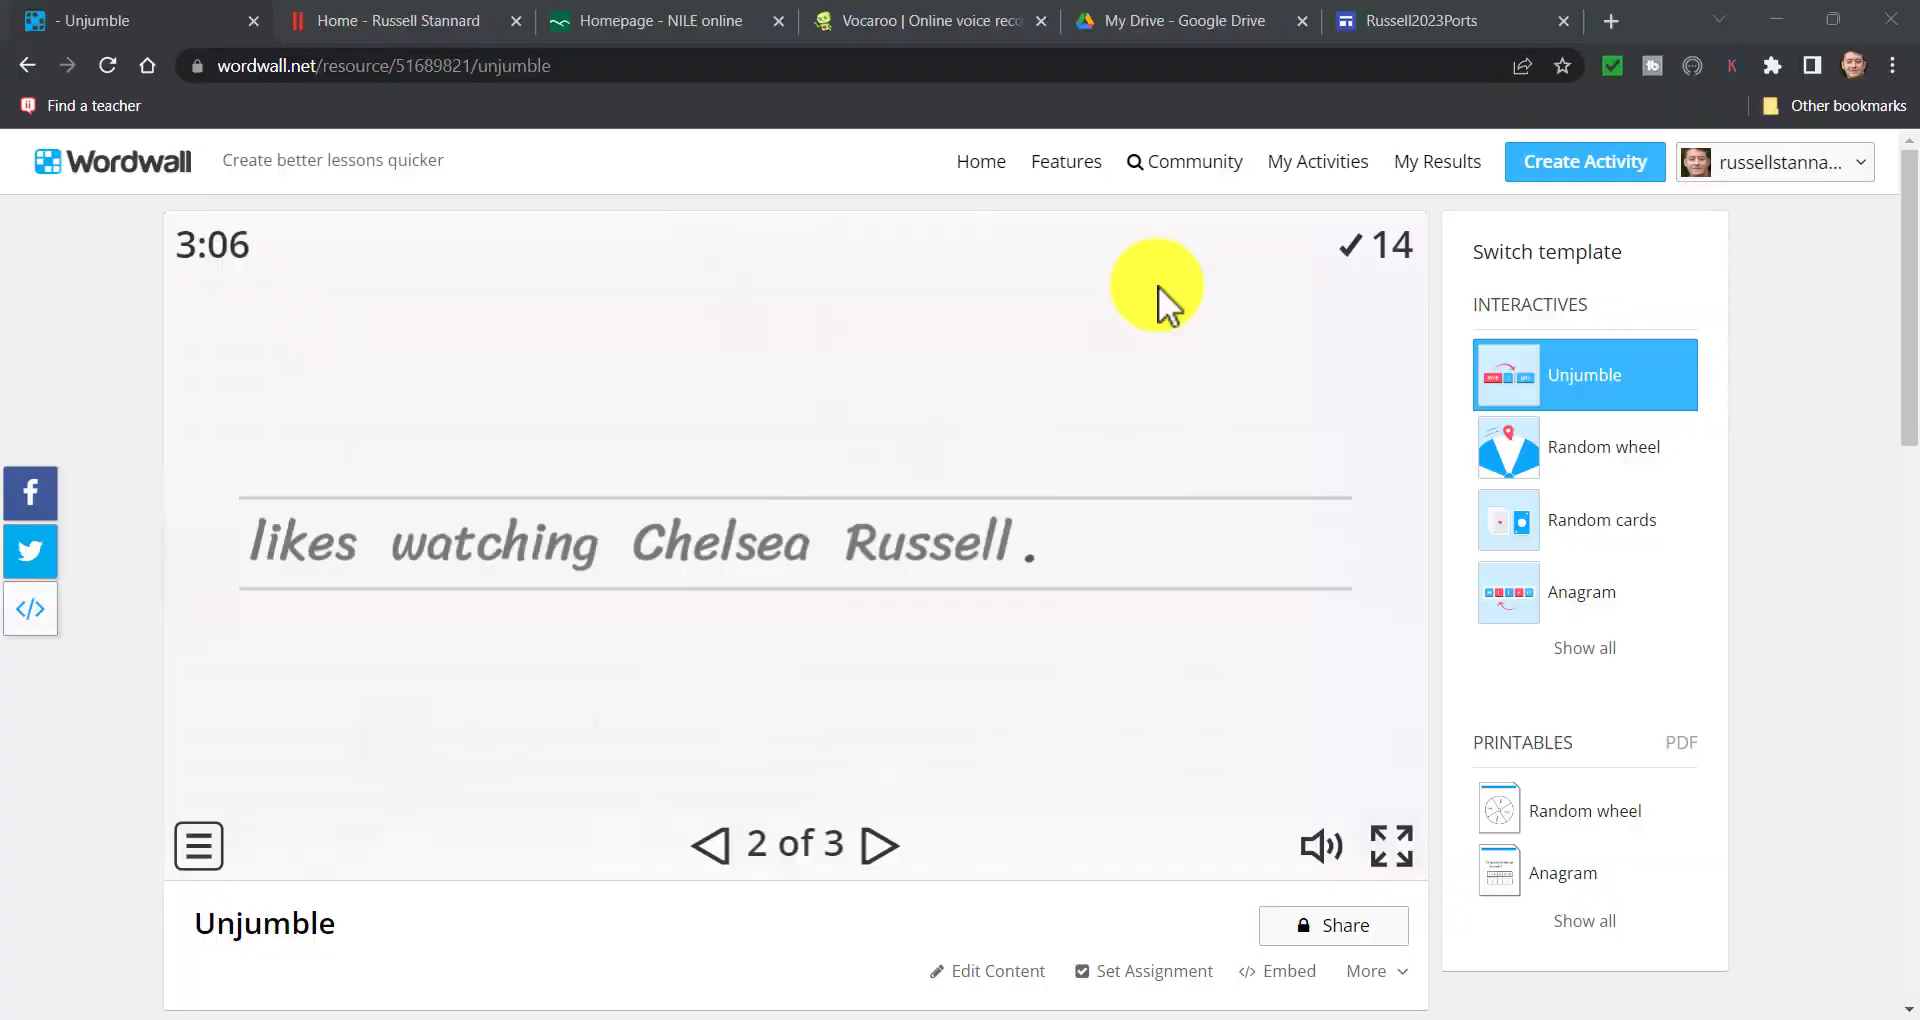 - Unjumble
Home - Russell Stannard
Homepage - NILE online
Vocaroo | Online voice reco
My Drive - Google Drive
Russell2023Ports
wordwall.net/resource/51689821/unjumble
Find a teacher
Other bookmarks
Wordwall
Create better lessons quicker
Home
Features
Community
My Activities
My Results
Create Activity
russellstanna...
3:06
14
likes watching Chelsea Russell .
2 of 3
Unjumble
Share
Edit Content
Set Assignment
Embed
More
Switch template
INTERACTIVES
Unjumble
Random wheel
Random cards
Anagram
Show all
PRINTABLES PDF
Random wheel
Anagram
Show all